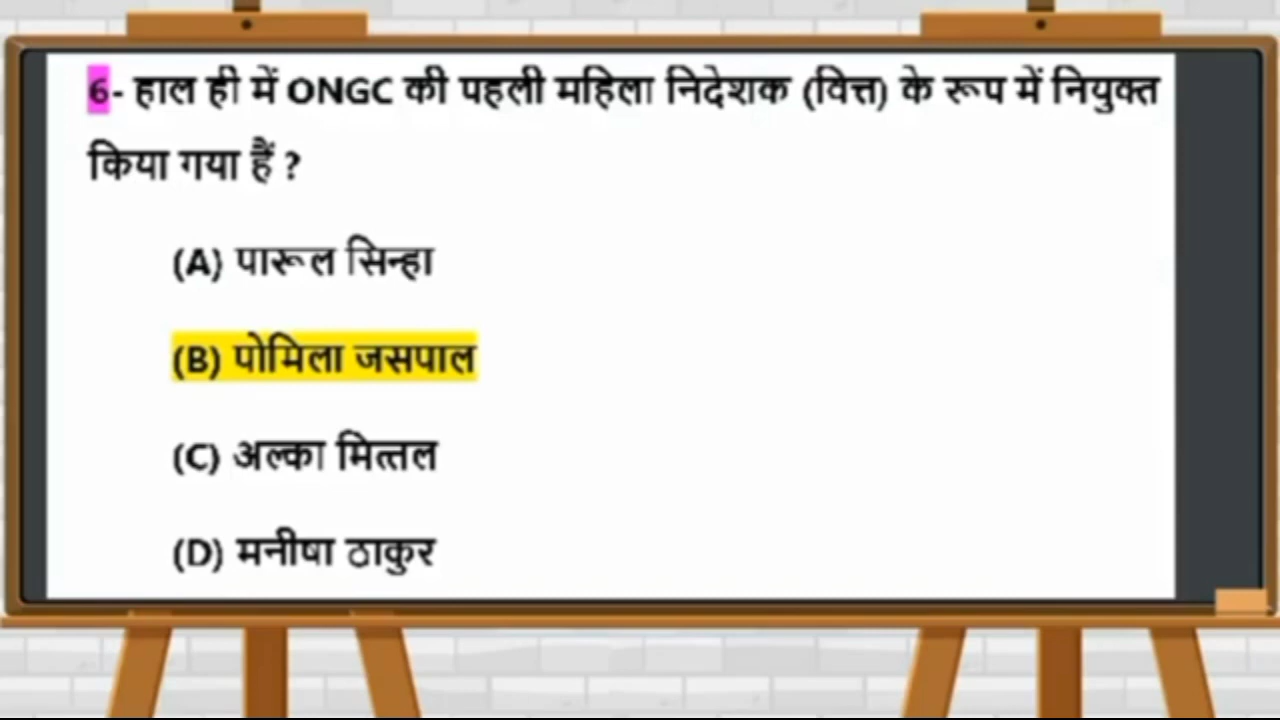 6- हाल ही में ONGC की पहली महिला निदेशक (वित्त) के रूप में नियुक्त
किया गया हैं ?
(A) पारूल सिन्हा
(B) पोमिला जसपाल
(C) अल्का मित्तल
(D) मनीषा ठाकुर